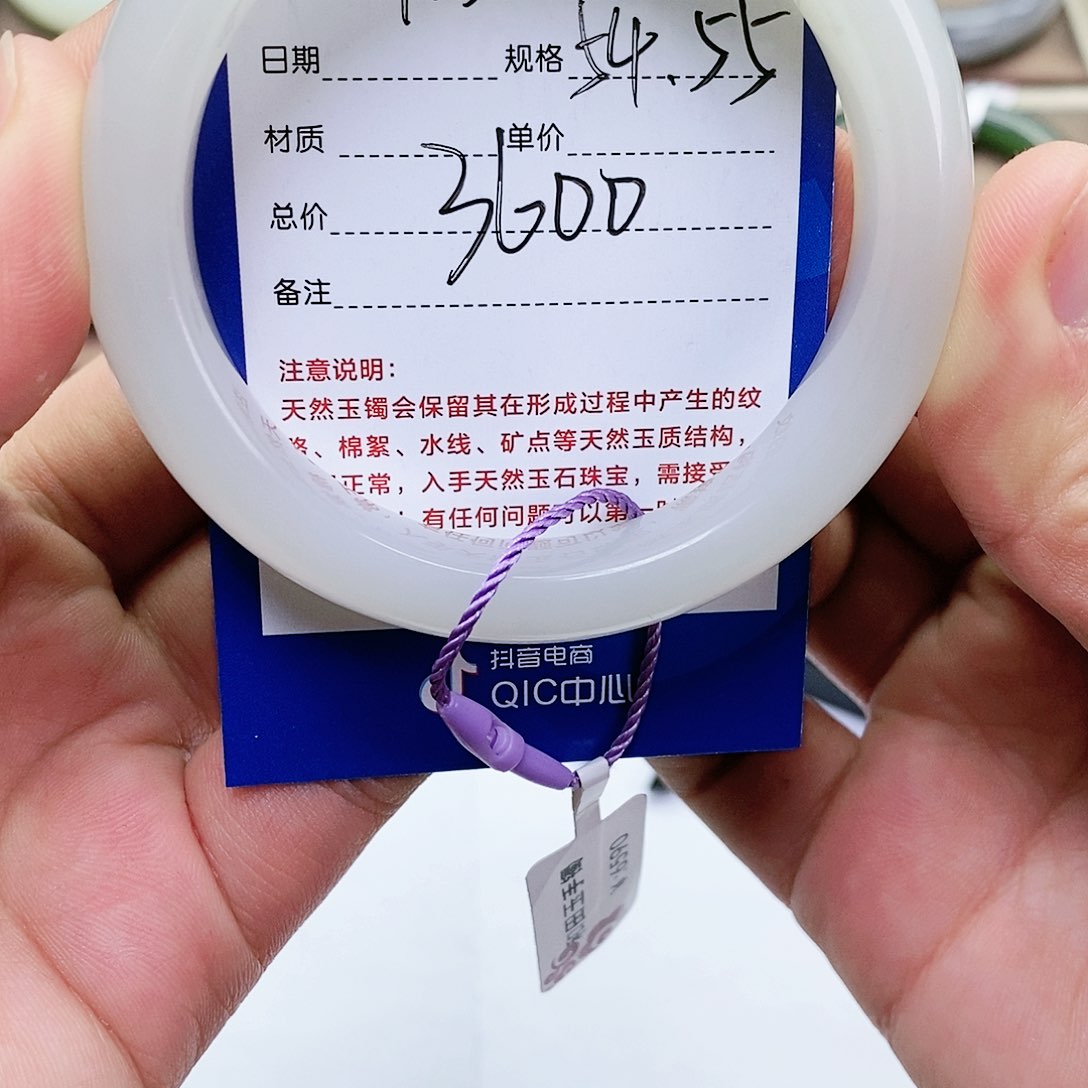 日期 规格 54.55
材质 单价
总价 3600
备注
注意说明：
天然玉镯会保留其在形成过程中产生的纹
、棉絮、水线、矿点等天然玉质结构，
正常，入手天然玉石珠宝，需接受
！有任何问题可以第一时
抖音电商
QIC中心